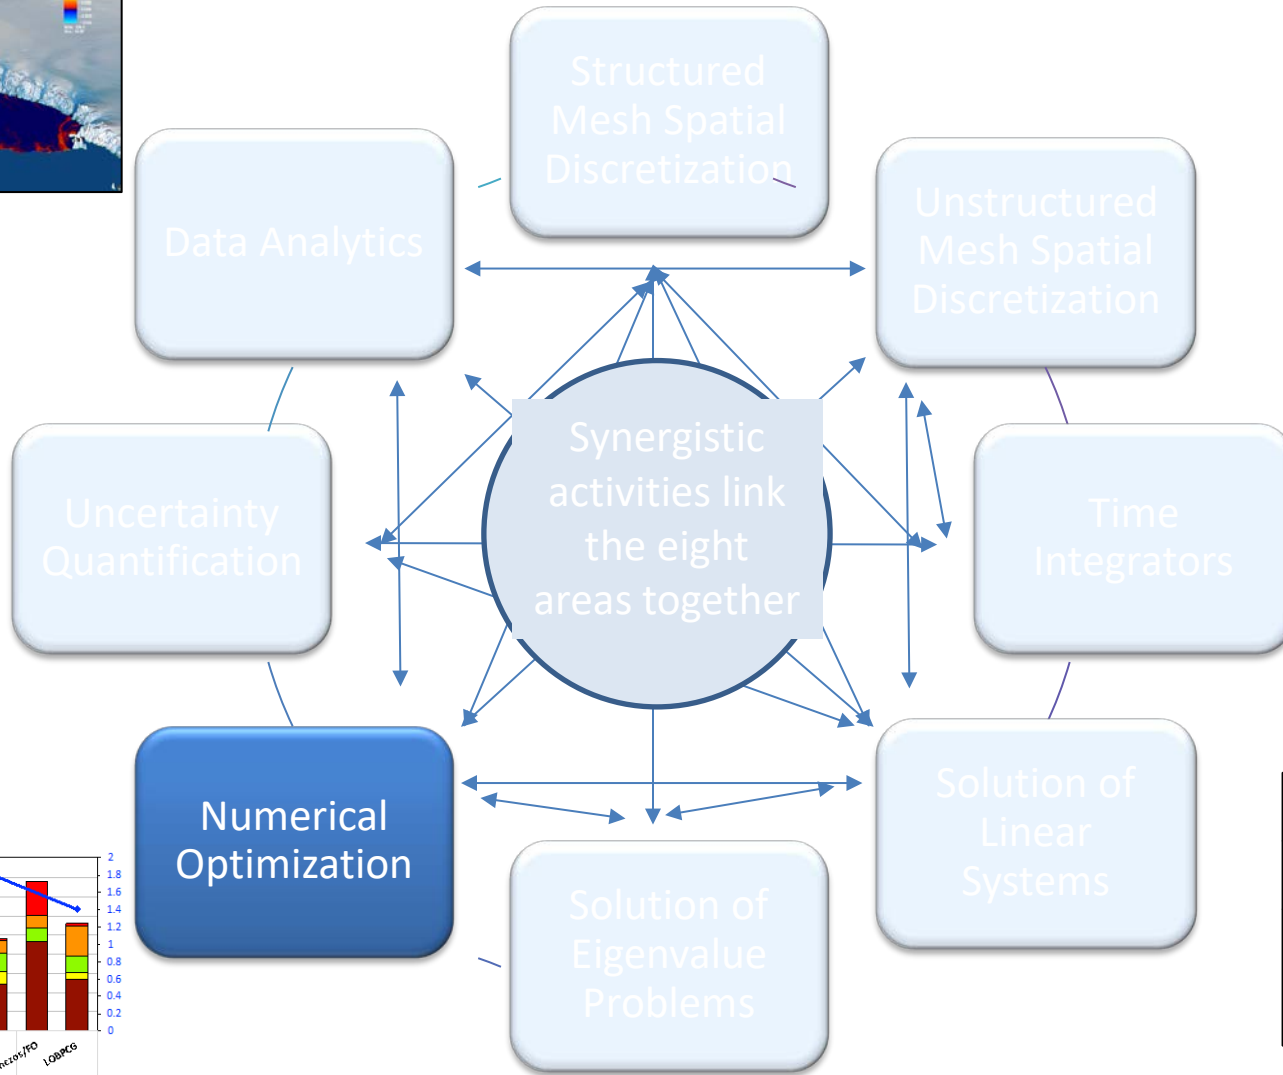 Structured
Mesh Spatial
Discretization
Data Analytics
Unstructured
Mesh Spatial
Discretization
Synergistic
activities link
the eight
areas together
Uncertainty
Quantification
Time
Integrators
Numerical
Optimization
Solution of
Linear
Systems
Solution of
Eigenvalue
Problems
2
1.8
1.6
1.4
1.2
1
0.8
0.6
0.4
0.2
0
LOBPCG